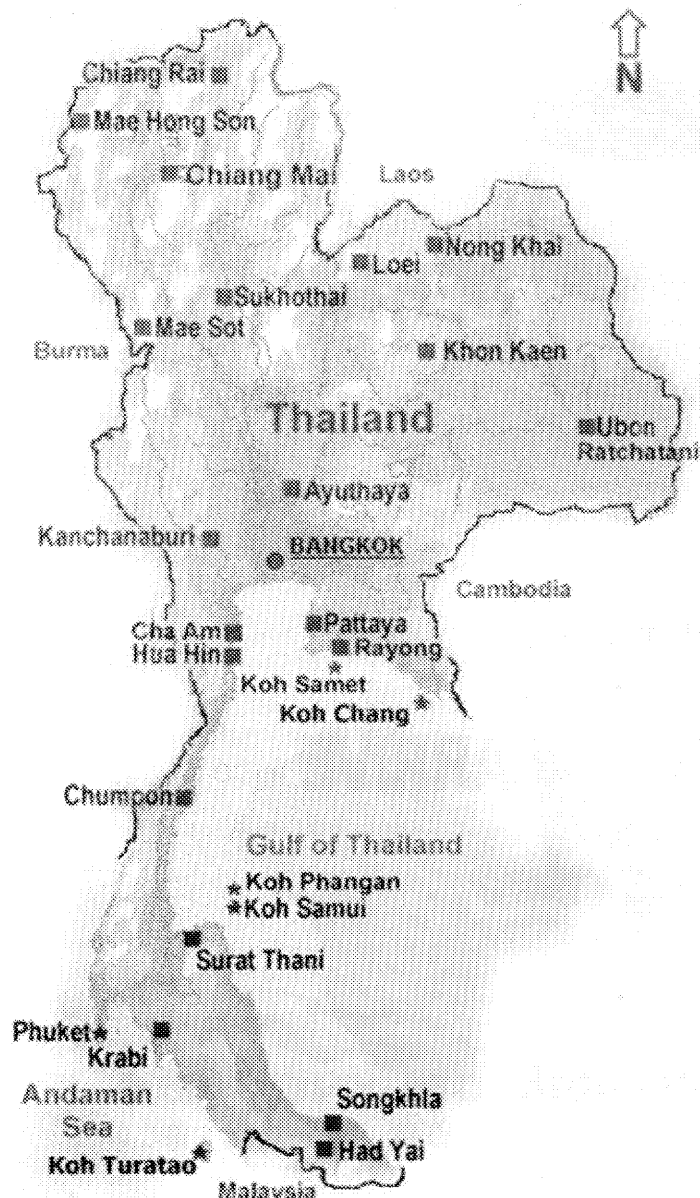 N
Chiang Rai
Mae Hong Son
Chiang Mai
Laos
Nong Khai
Loei
Sukhothai
Mae Sot
Burma
Khon Kaen
Thailand
Ubon
Ratchatani
Ayuthaya
Kanchanaburi
BANGKOK
Cambodia
Cha Am
Pattaya
Hua Hin
Rayong
Koh Samet
Koh Chang
Chumpon
Gulf of Thailand
Koh Phangan
Koh Samui
Surat Thani
Phuket
Krabi
Andaman
Sea
Songkhla
Had Yai
Koh Turatao
Malaysia